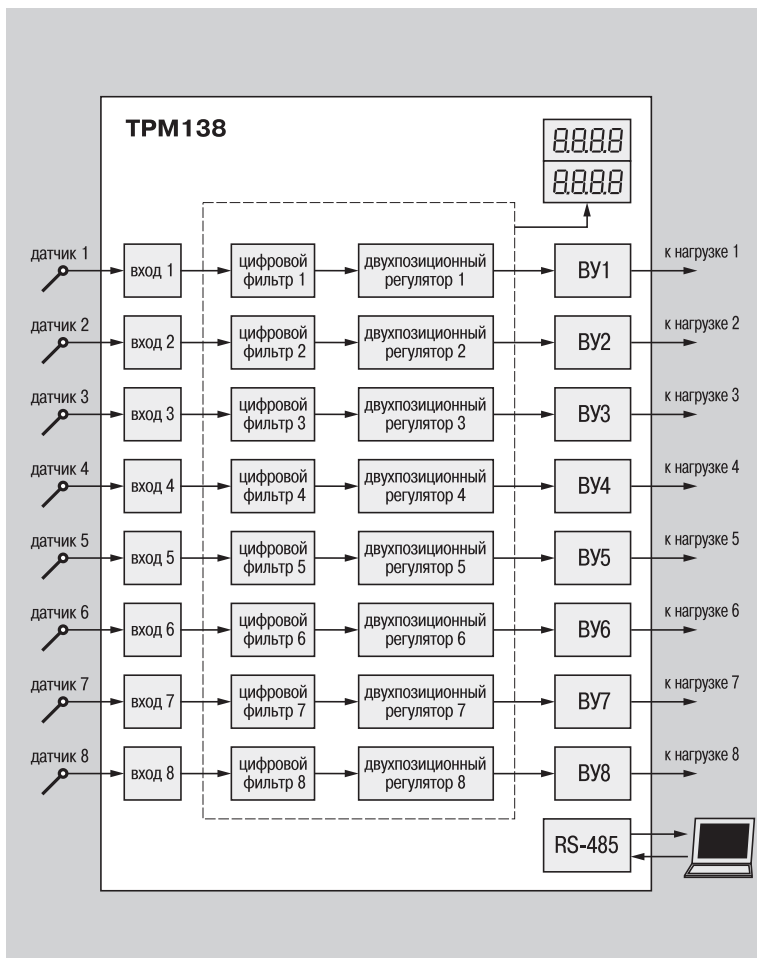 ТРМ138
8.8.8.8
8.8.8.8
датчик 1
вход 1
цифровой
фильтр 1
двухпозиционный
регулятор 1
ВУ1
к нагрузке 1
датчик 2
вход 2
цифровой
фильтр 2
двухпозиционный
регулятор 2
ВУ2
к нагрузке 2
датчик 3
вход 3
цифровой
фильтр 3
двухпозиционный
регулятор 3
ВУ3
к нагрузке 3
датчик 4
вход 4
цифровой
фильтр 4
двухпозиционный
регулятор 4
ВУ4
к нагрузке 4
датчик 5
вход 5
цифровой
фильтр 5
двухпозиционный
регулятор 5
ВУ5
к нагрузке 5
датчик 6
вход 6
цифровой
фильтр 6
двухпозиционный
регулятор 6
ВУ6
к нагрузке 6
датчик 7
вход 7
цифровой
фильтр 7
двухпозиционный
регулятор 7
ВУ7
к нагрузке 7
датчик 8
вход 8
цифровой
фильтр 8
двухпозиционный
регулятор 8
ВУ8
к нагрузке 8
RS-485